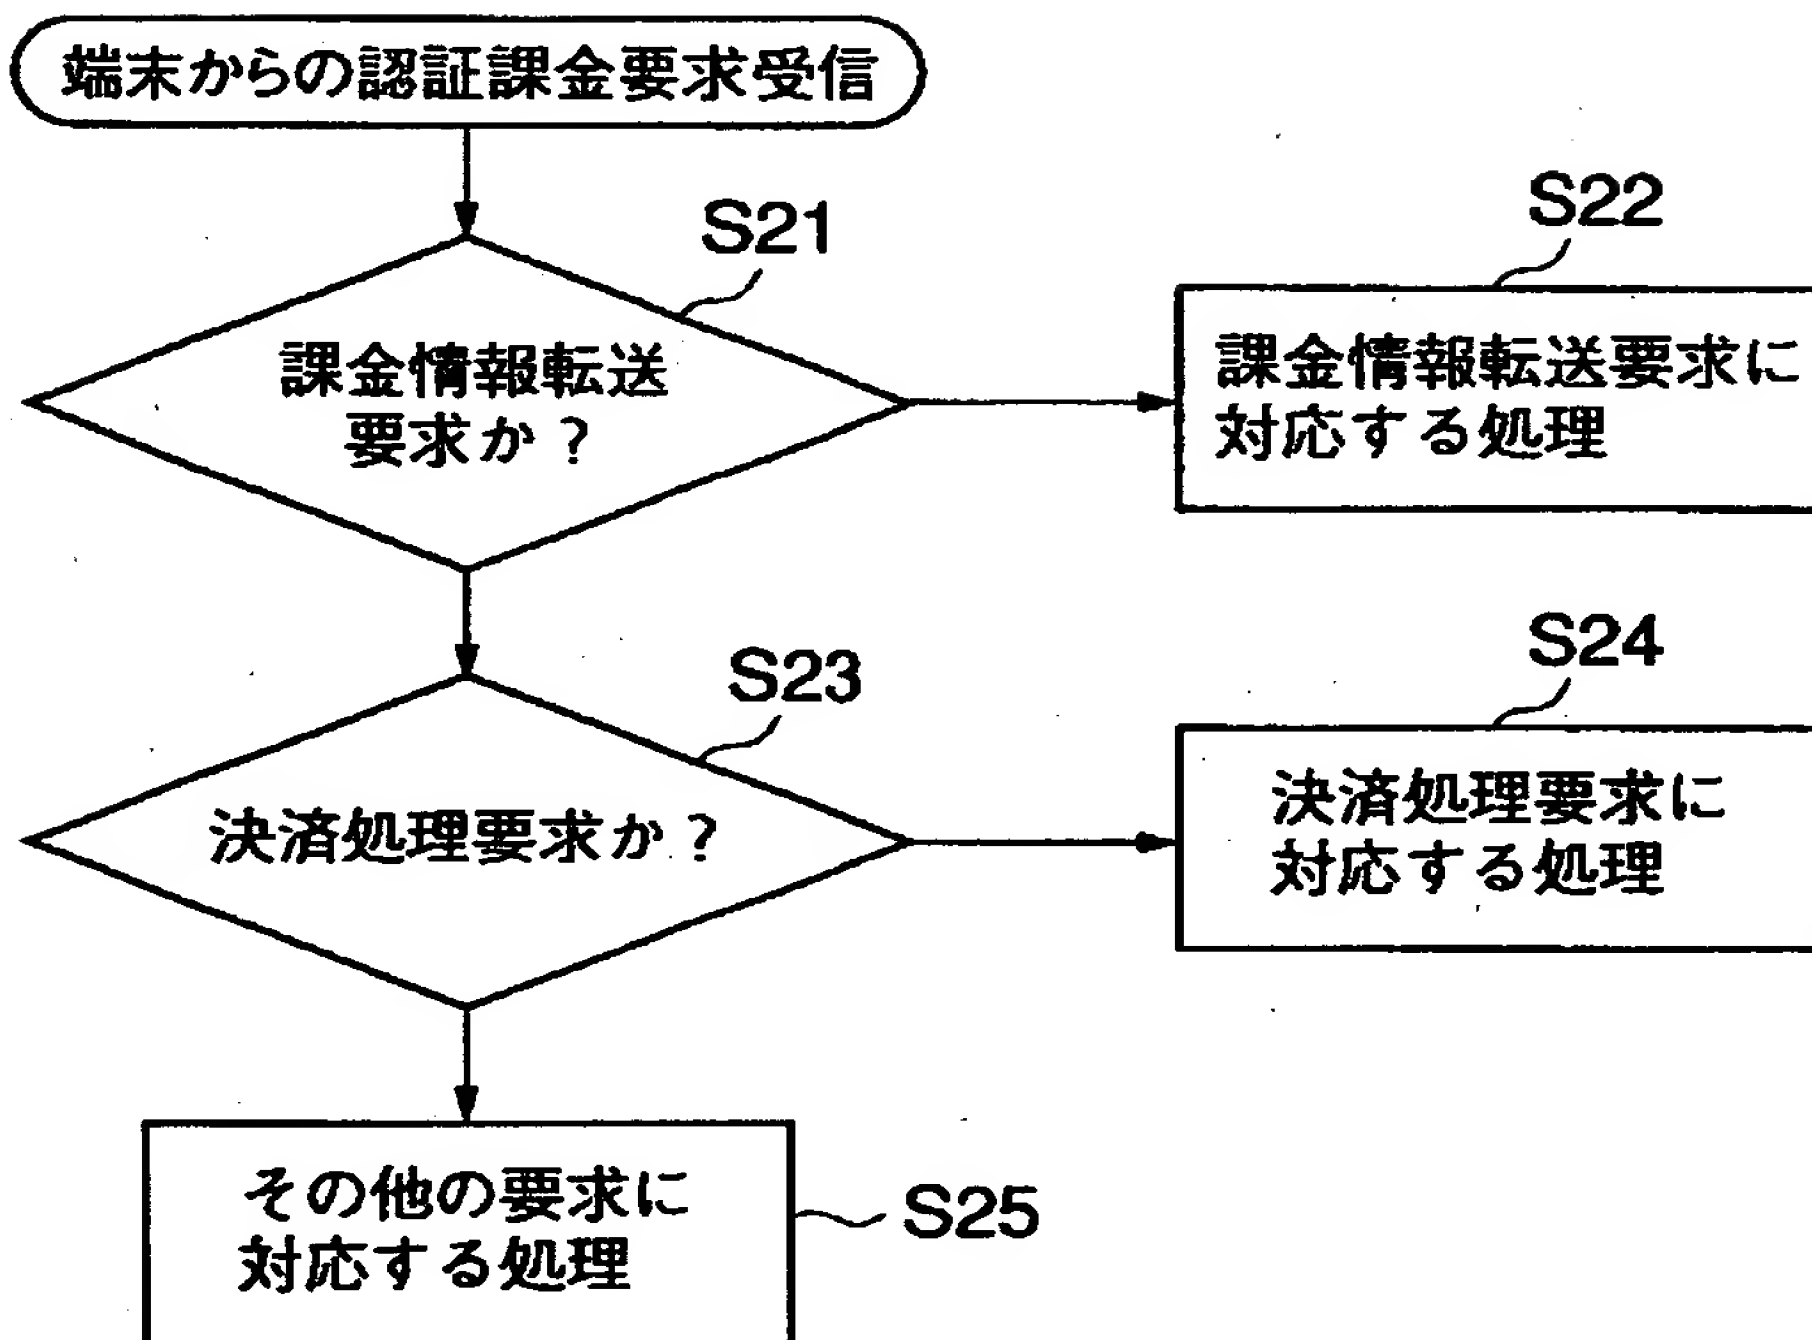 端末からの認証課金要求受信
S21
課金情報転送
要求か？
S22
課金情報転送要求に
対応する処理
S23
決済処理要求か？
S24
決済処理要求に
対応する処理
その他の要求に
対応する処理
S25